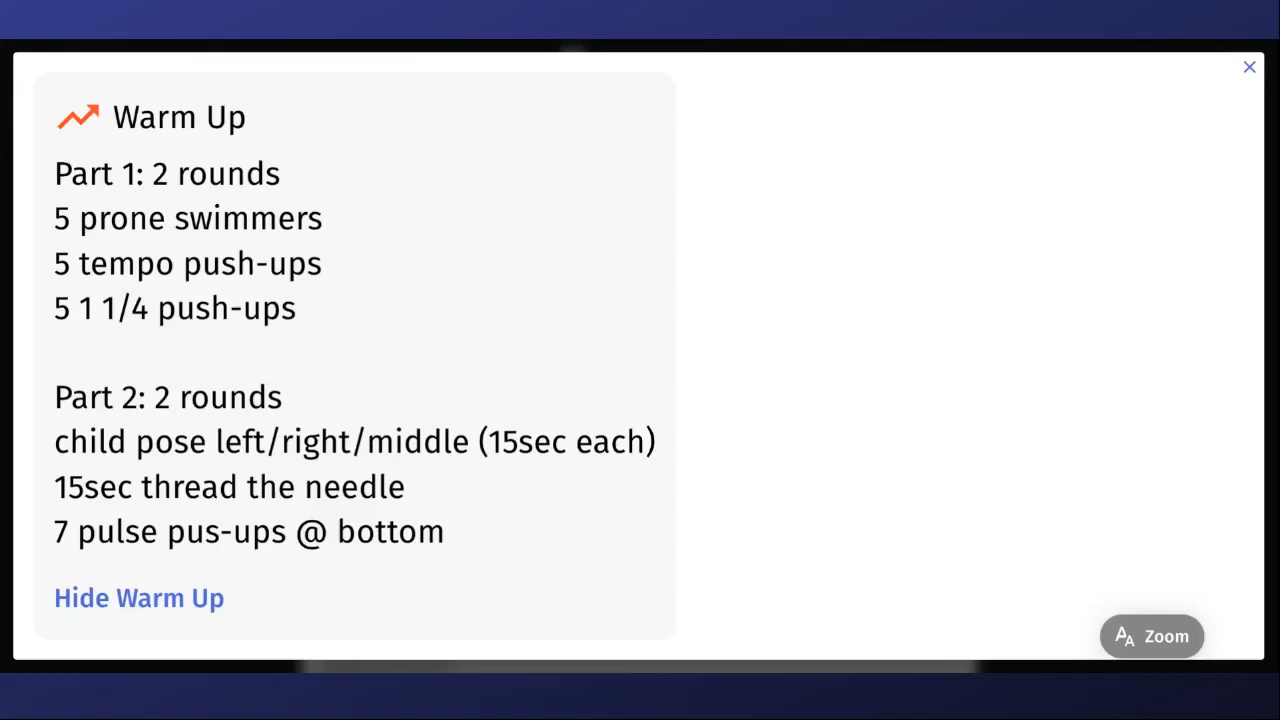 Warm Up
Part 1: 2 rounds
5 prone swimmers
5 tempo push-ups
5 1 1/4 push-ups
Part 2: 2 rounds
child pose left/right/middle (15sec each)
15sec thread the needle
7 pulse pus-ups @ bottom
Hide Warm Up
Zoom